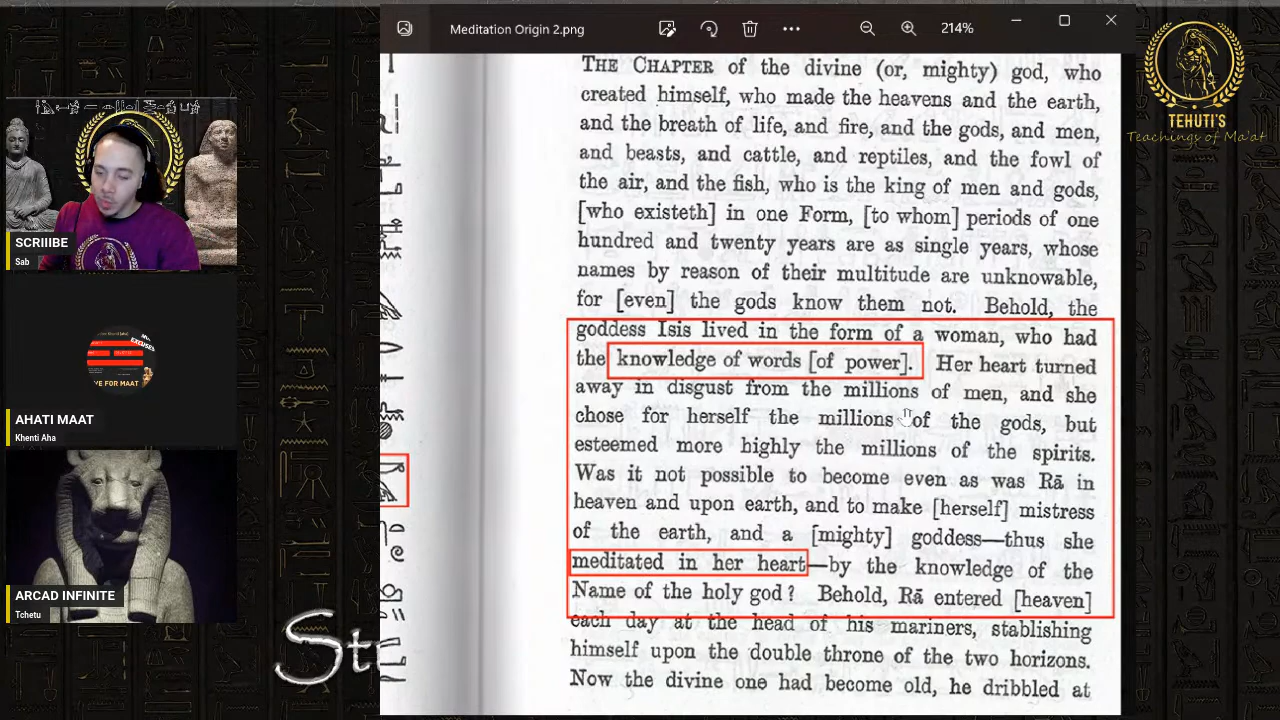 Meditation Origin 2.png
214%
THE CHAPTER of the divine (or, mighty) god, who
created himself, who made the heavens and the earth,
and the breath of life, and fire, and the gods, and men,
and beasts, and cattle, and reptiles, and the fowl of
the air, and the fish, who is the king of men and gods,
[who existeth] in one Form, [to whom] periods of one
hundred and twenty years are as single years, whose
names by reason of their multitude are unknowable,
for [even] the gods know them not. Behold, the
goddess Isis lived in the form of a woman, who had
the knowledge of words [of power]. Her heart turned
away in disgust from the millions of men, and she
chose for herself the millions of the gods, but
esteemed more highly the millions of the spirits.
Was it not possible to become even as was Rā in
heaven and upon earth, and to make [herself] mistress
of the earth, and a [mighty] goddess—thus she
meditated in her heart—by the knowledge of the
Name of the holy god? Behold, Rā entered [heaven]
each day at the head of his mariners, stablishing
himself upon the double throne of the two horizons.
Now the divine one had become old, he dribbled at
TEHUTI'S
Teachings of Ma'at
SCRIIIBE
Sab
AHATI MAAT
Khenti Aha
ARCAD INFINITE
Tchetu